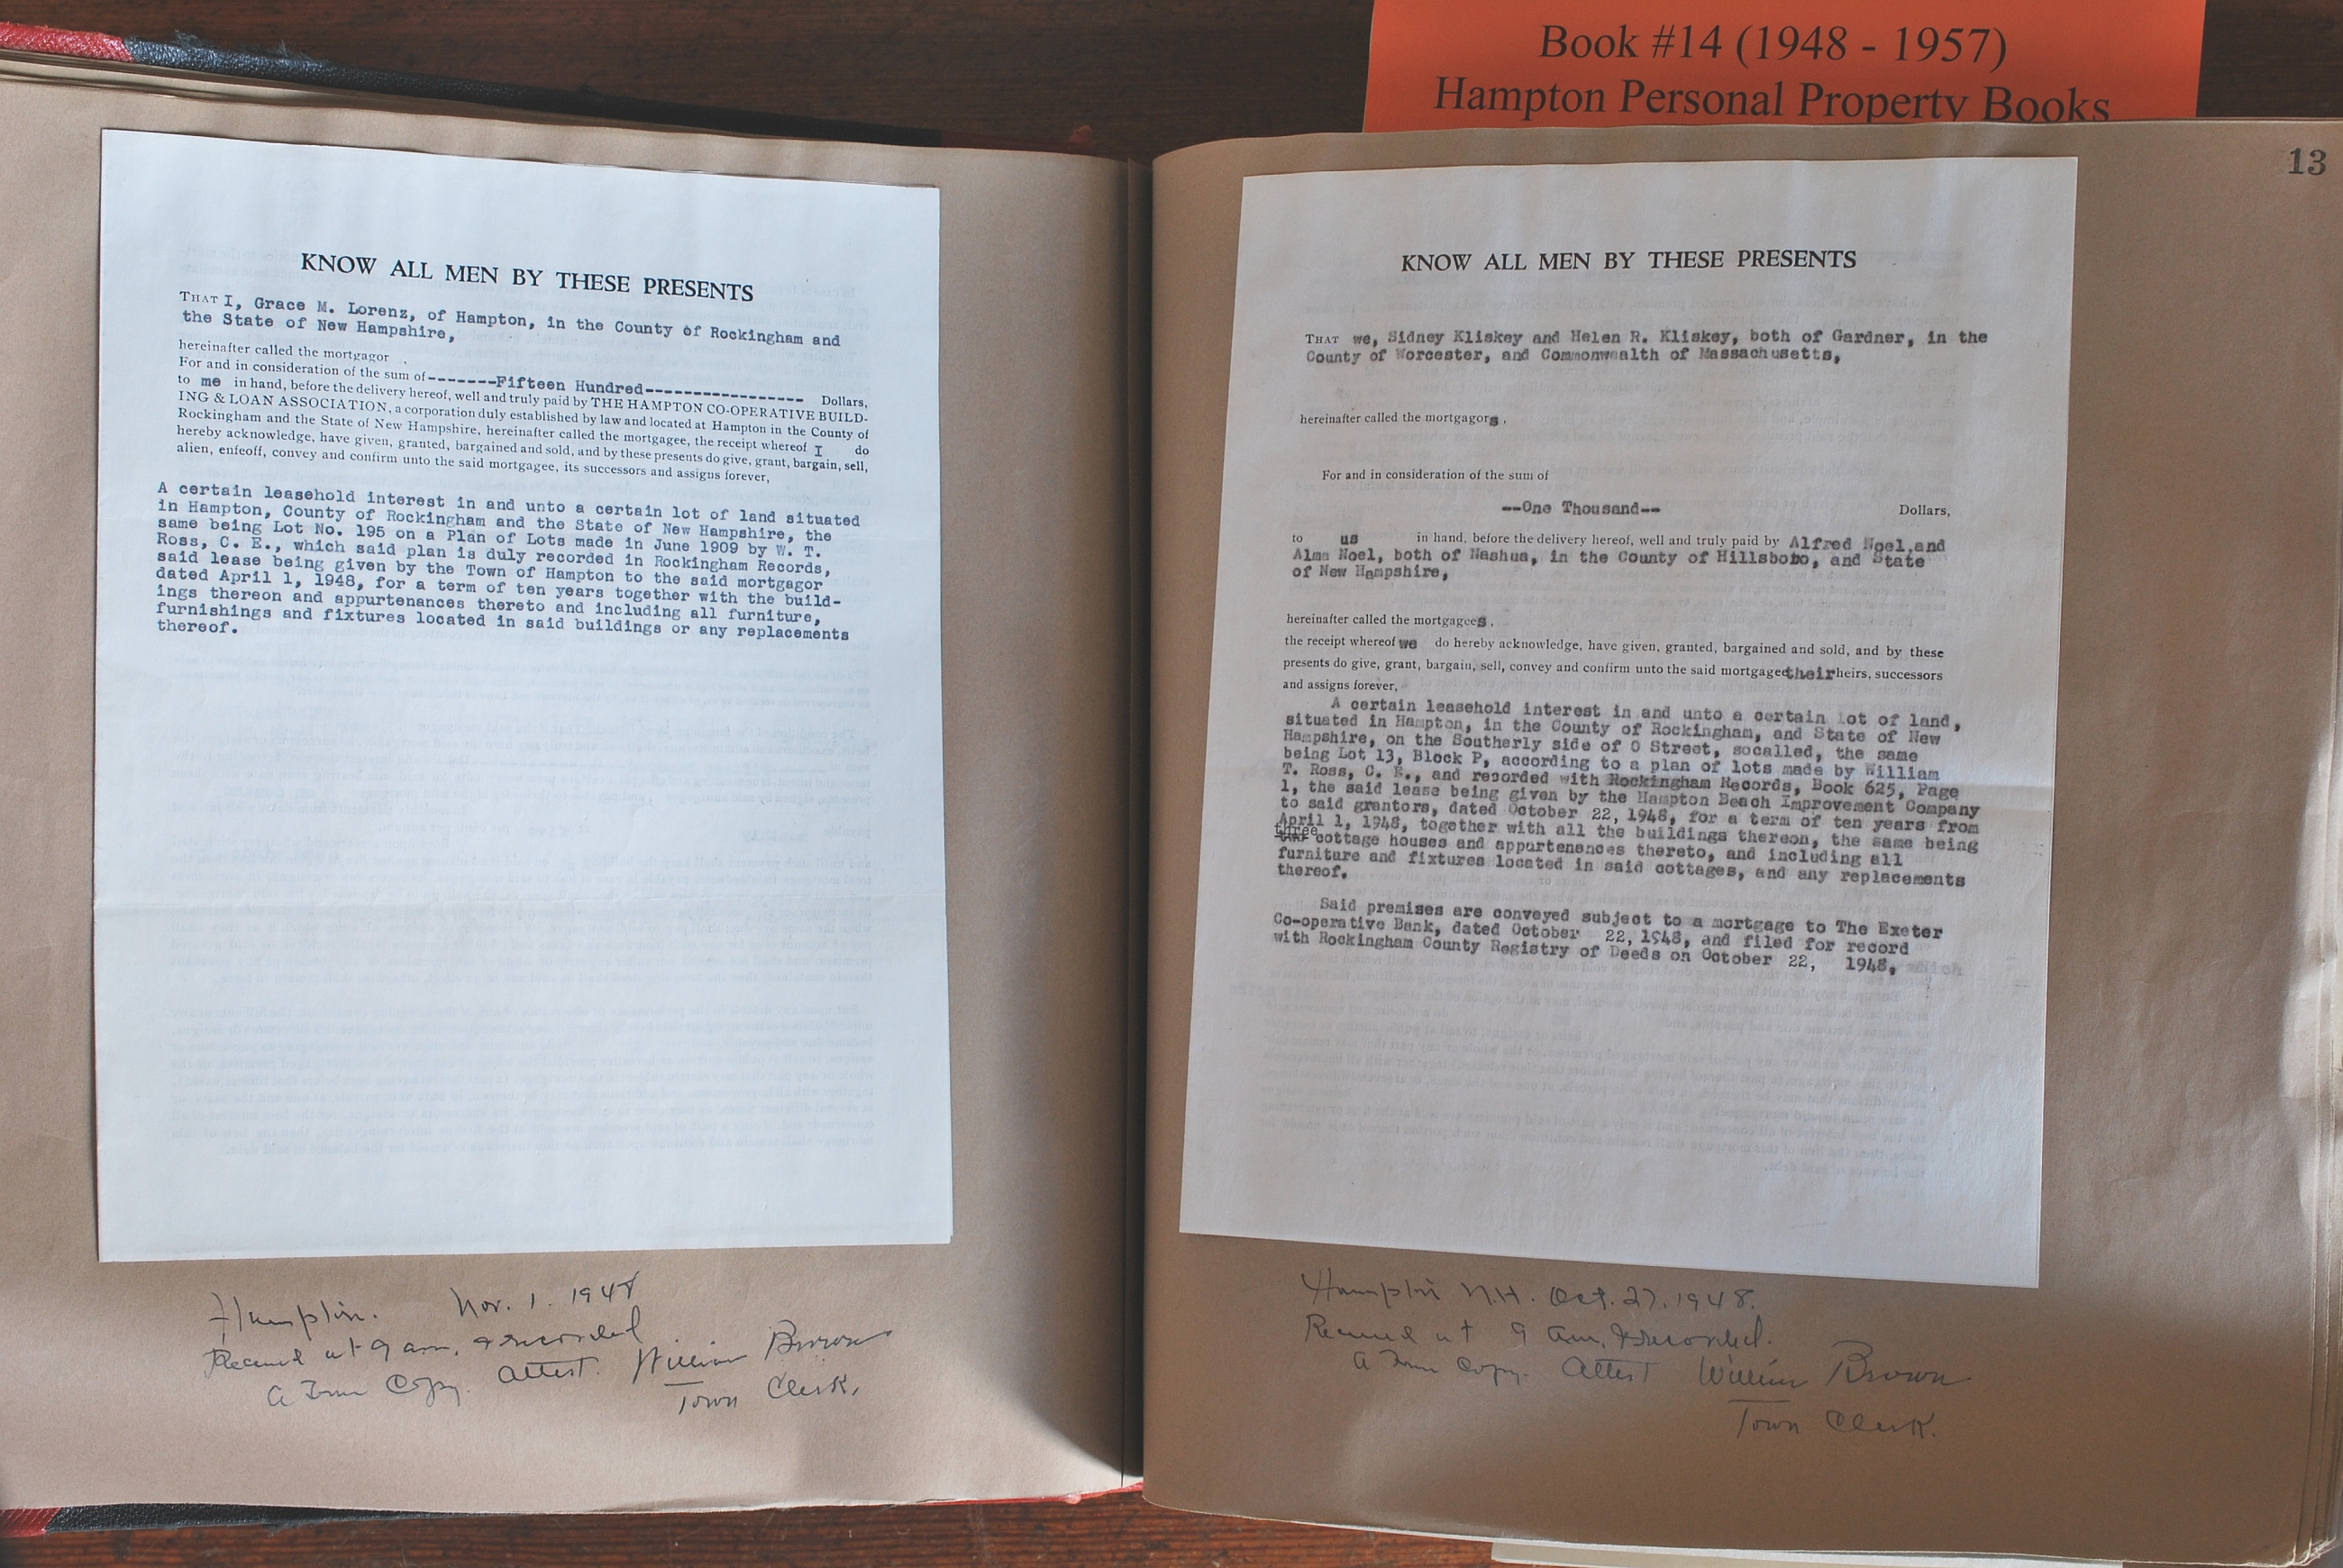 Book #14 (1948 - 1957)
Hampton Personal Property Books
KNOW ALL MEN BY THESE PRESENTS
THAT I, Grace M. Lorenz, of Hampton, in the County of Rockingham and
the State of New Hampshire,
hereinafter called the mortgagor .
For and in consideration of the sum of-------Fifteen Hundred---------------- Dollars,
to me in hand, before the delivery hereof, well and truly paid by THE HAMPTON CO-OPERATIVE BUILD-
ING & LOAN ASSOCIATION, a corporation duly established by law and located at Hampton in the County of
Rockingham and the State of New Hampshire, hereinafter called the mortgagee, the receipt whereof I do
hereby acknowledge, have given, granted, bargained and sold, and by these presents do give, grant, bargain, sell,
alien, enfeoff, convey and confirm unto the said mortgagee, its successors and assigns forever,
A certain leasehold interest in and unto a certain lot of land situated
in Hampton, County of Rockingham and the State of New Hampshire, the
same being Lot No. 195 on a Plan of Lots made in June 1909 by W. T.
Ross, C. E., which said plan is duly recorded in Rockingham Records,
said lease being given by the Town of Hampton to the said mortgagor
dated April 1, 1948, for a term of ten years together with the build-
ings thereon and appurtenances thereto and including all furniture,
furnishings and fixtures located in said buildings or any replacements
thereof.
Hampton. Nov. 1. 1948
Received at 9 am. & recorded
A True Copy. Attest. William Brown
Town Clerk.
13
KNOW ALL MEN BY THESE PRESENTS
THAT we, Sidney Kliskey and Helen R. Kliskey, both of Gardner, in the
County of Worcester, and Commonwealth of Massachusetts,
hereinafter called the mortgagors ,
For and in consideration of the sum of
--One Thousand-- Dollars,
to us in hand, before the delivery hereof, well and truly paid by Alfred Noel and
Alma Noel, both of Nashua, in the County of Hillsboro, and State
of New Hampshire,
hereinafter called the mortgagees ,
the receipt whereof we do hereby acknowledge, have given, granted, bargained and sold, and by these
presents do give, grant, bargain, sell, convey and confirm unto the said mortgagee their heirs, successors
and assigns forever,
A certain leasehold interest in and unto a certain lot of land,
situated in Hampton, in the County of Rockingham, and State of New
Hampshire, on the Southerly side of O Street, socalled, the same
being Lot 13, Block P, according to a plan of lots made by William
T. Ross, C. E., and recorded with Rockingham Records, Book 625, Page
1, the said lease being given by the Hampton Beach Improvement Company
to said grantors, dated October 22, 1948, for a term of ten years from
April 1, 1948, together with all the buildings thereon, the same being
three
two cottage houses and appurtenances thereto, and including all
furniture and fixtures located in said cottages, and any replacements
thereof.
Said premises are conveyed subject to a mortgage to The Exeter
Co-operative Bank, dated October 22, 1948, and filed for record
with Rockingham County Registry of Deeds on October 22, 1948,
Hampton N.H. Oct. 27. 1948.
Received at 9 am. & recorded.
A True Copy. Attest William Brown
Town Clerk.